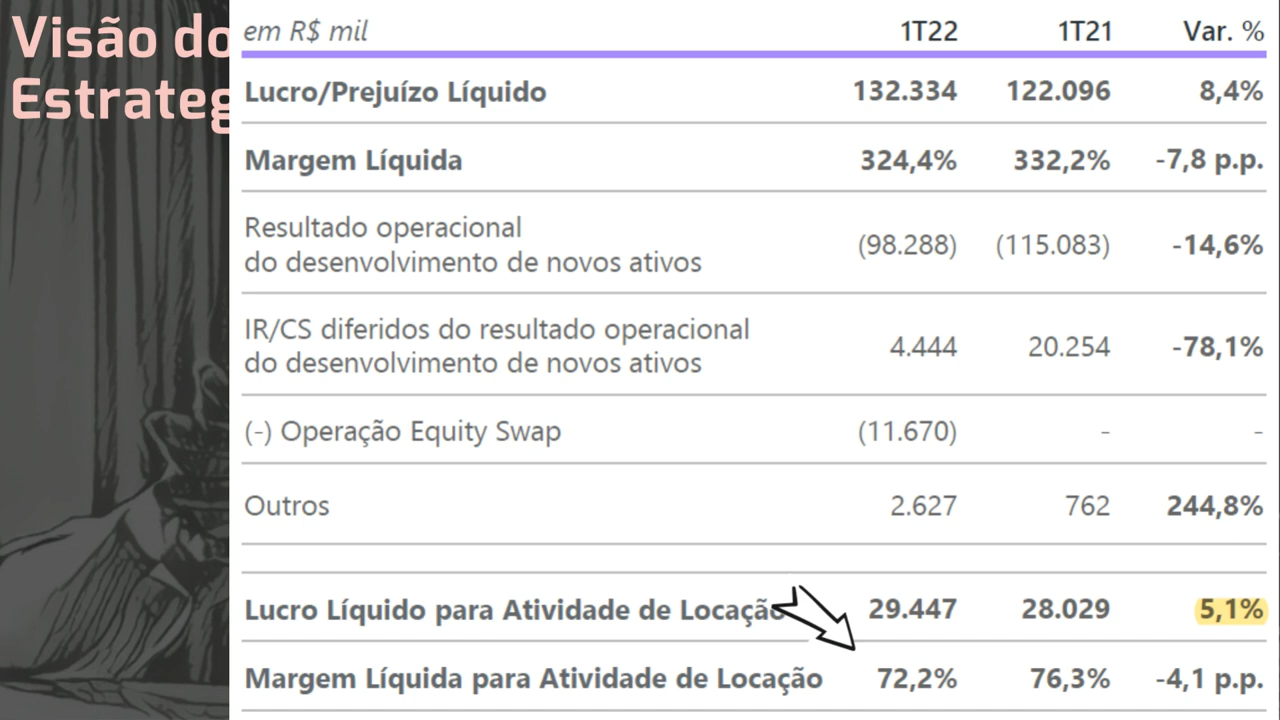 Visão do
Estrateg
em R$ mil 1T22 1T21 Var. %
Lucro/Prejuízo Líquido 132.334 122.096 8,4%
Margem Líquida 324,4% 332,2% -7,8 p.p.
Resultado operacional
do desenvolvimento de novos ativos (98.288) (115.083) -14,6%
IR/CS diferidos do resultado operacional
do desenvolvimento de novos ativos 4.444 20.254 -78,1%
(-) Operação Equity Swap (11.670) - -
Outros 2.627 762 244,8%
Lucro Líquido para Atividade de Locação 29.447 28.029 5,1%
Margem Líquida para Atividade de Locação 72,2% 76,3% -4,1 p.p.